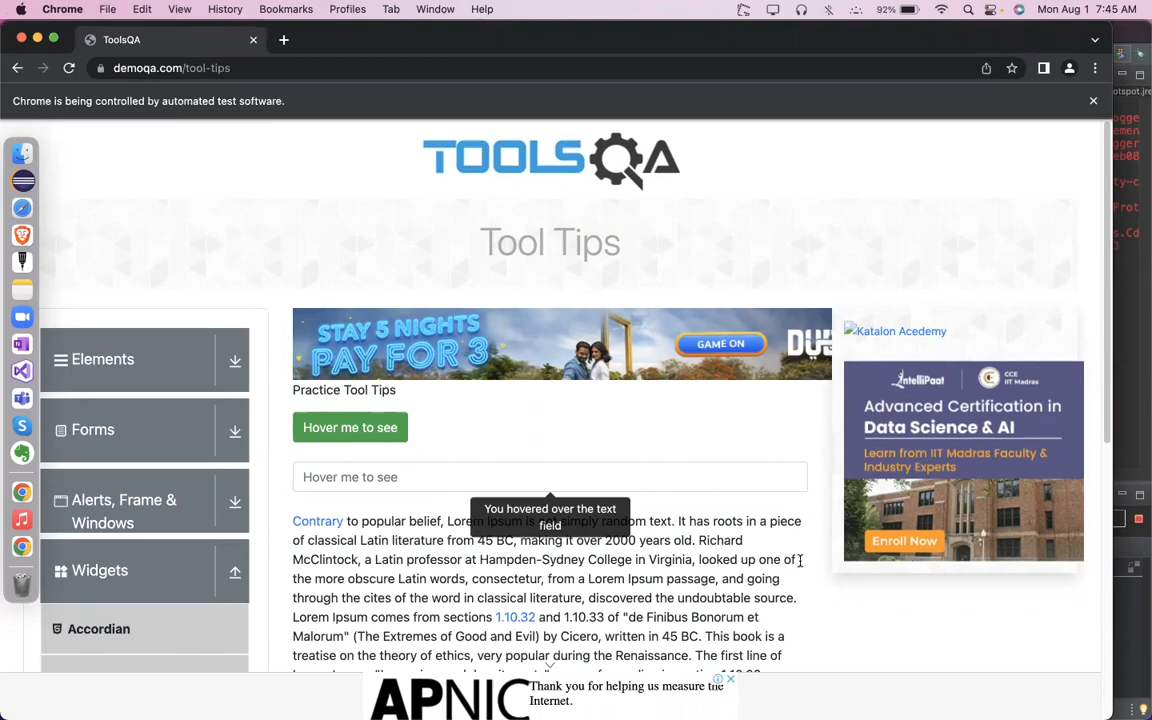 Chrome File Edit View History Bookmarks Profiles Tab Window Help 92% Mon Aug 1 7:45 AM
ToolsQA
demoqa.com/tool-tips
Chrome is being controlled by automated test software.
TOOLSQA
Tool Tips
Elements
Forms
Alerts, Frame &
Windows
Widgets
Accordian
STAY 5 NIGHTS
PAY FOR 3
GAME ON
Practice Tool Tips
Hover me to see
Hover me to see
You hovered over the text
field
Contrary to popular belief, Lorem Ipsum is not simply random text. It has roots in a piece
of classical Latin literature from 45 BC, making it over 2000 years old. Richard
McClintock, a Latin professor at Hampden-Sydney College in Virginia, looked up one of
the more obscure Latin words, consectetur, from a Lorem Ipsum passage, and going
through the cites of the word in classical literature, discovered the undoubtable source.
Lorem Ipsum comes from sections 1.10.32 and 1.10.33 of "de Finibus Bonorum et
Malorum" (The Extremes of Good and Evil) by Cicero, written in 45 BC. This book is a
treatise on the theory of ethics, very popular during the Renaissance. The first line of
Katalon Acedemy
INTELLIPAAT
CCE
IIT Madras
Advanced Certification in
Data Science & AI
Learn from IIT Madras Faculty &
Industry Experts
Enroll Now
APNIC
Thank you for helping us measure the
Internet.